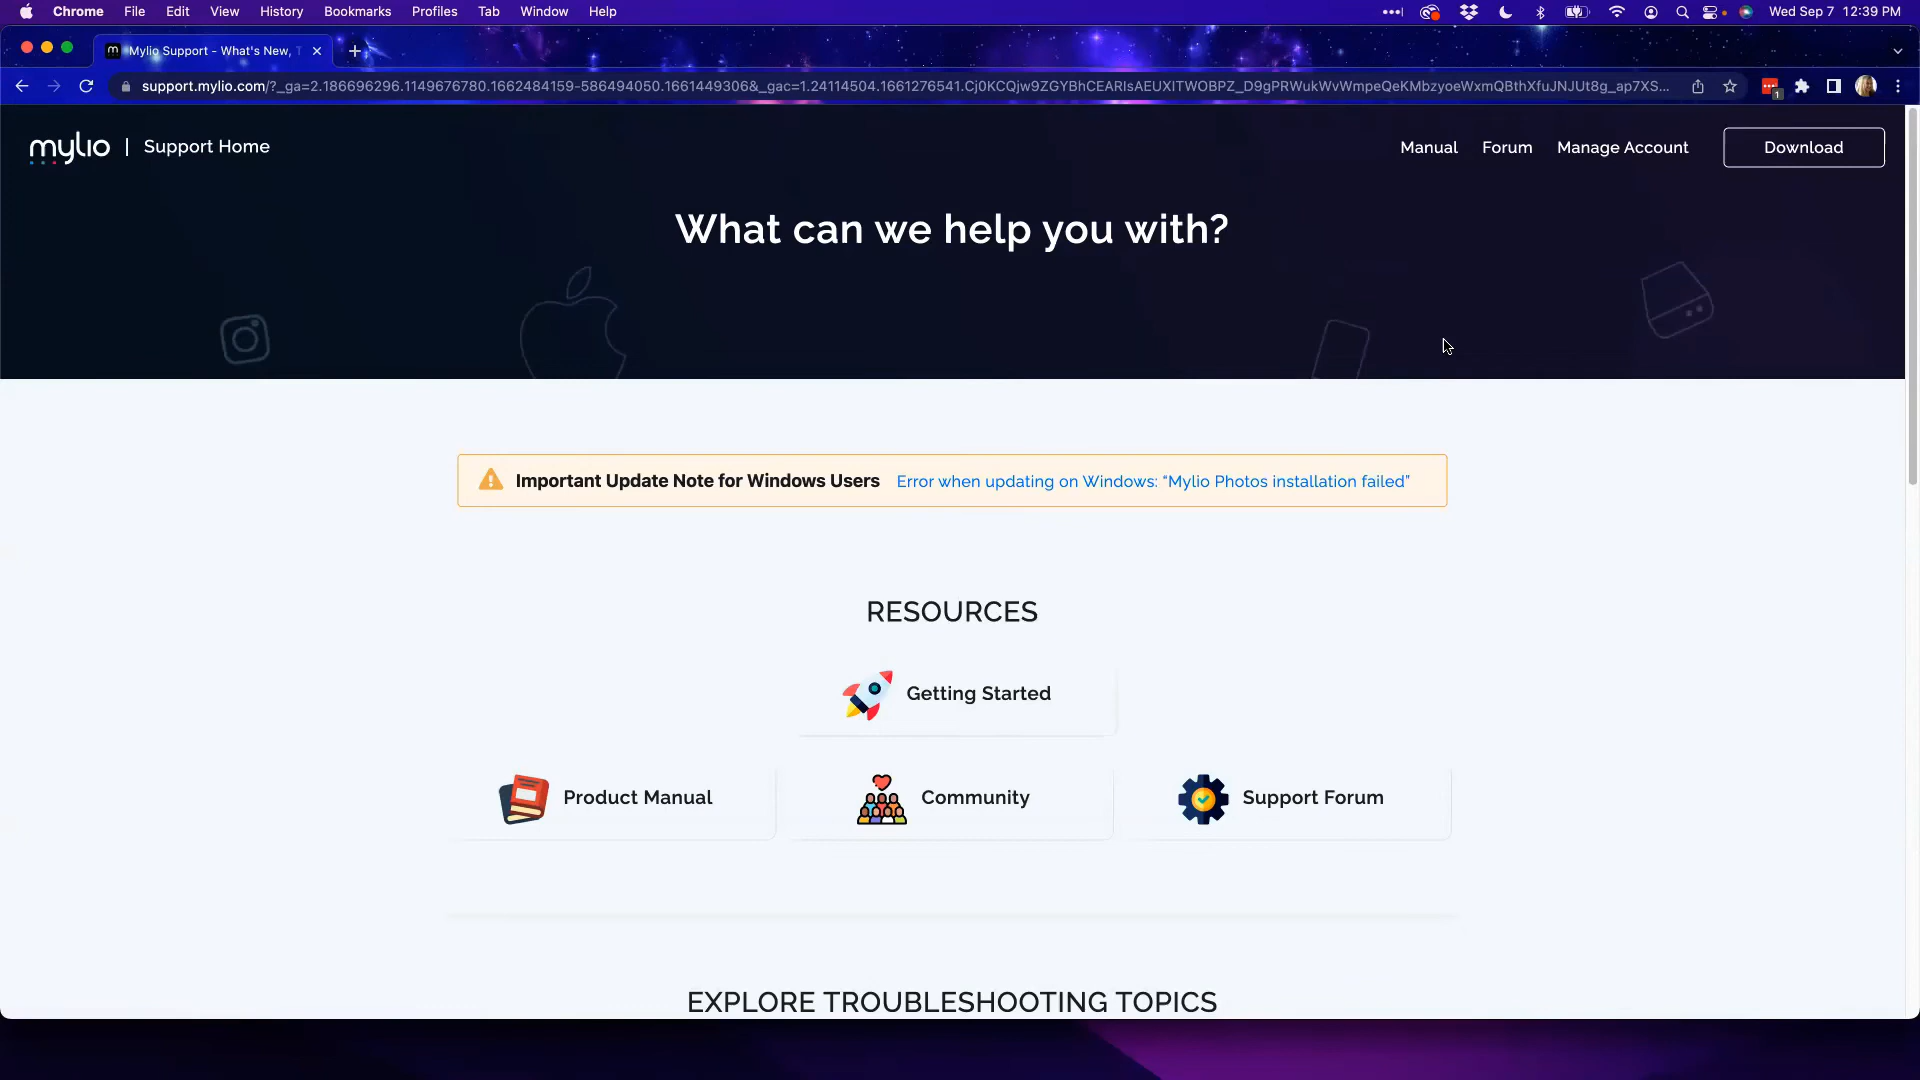 Chrome File Edit View History Bookmarks Profiles Tab Window Help Wed Sep 7 12:39 PM
m Mylio Support - What's New, T
support.mylio.com/?_ga=2.186696296.1149676780.1662484159-586494050.1661449306&_gac=1.24114504.1661276541.Cj0KCQjw9ZGYBhCEARIsAEUXITWOBPZ_D9gPRWukWvWmpeQeKMbzyoeWxmQBthXfuJNJUt8g_ap7XS... 1
mylio | Support Home Manual Forum Manage Account Download
What can we help you with?
Important Update Note for Windows Users Error when updating on Windows: “Mylio Photos installation failed”
RESOURCES
Getting Started
Product Manual Community Support Forum
EXPLORE TROUBLESHOOTING TOPICS